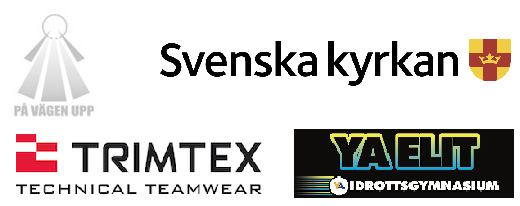 PÅ VÄGEN UPP
Svenska kyrkan
TRIMTEX
TECHNICAL TEAMWEAR
YA ELIT
IDROTTSGYMNASIUM